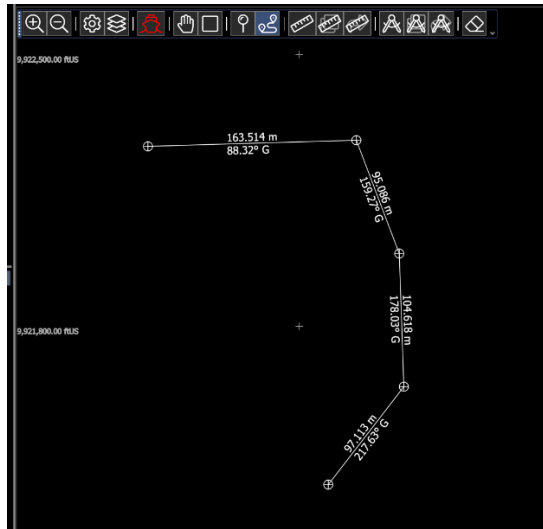 9,922,500.00 ftUS
163.514 m
88.32° G
95.086 m
159.27° G
9,921,800.00 ftUS
104.618 m
178.03° G
97.113 m
217.63° G